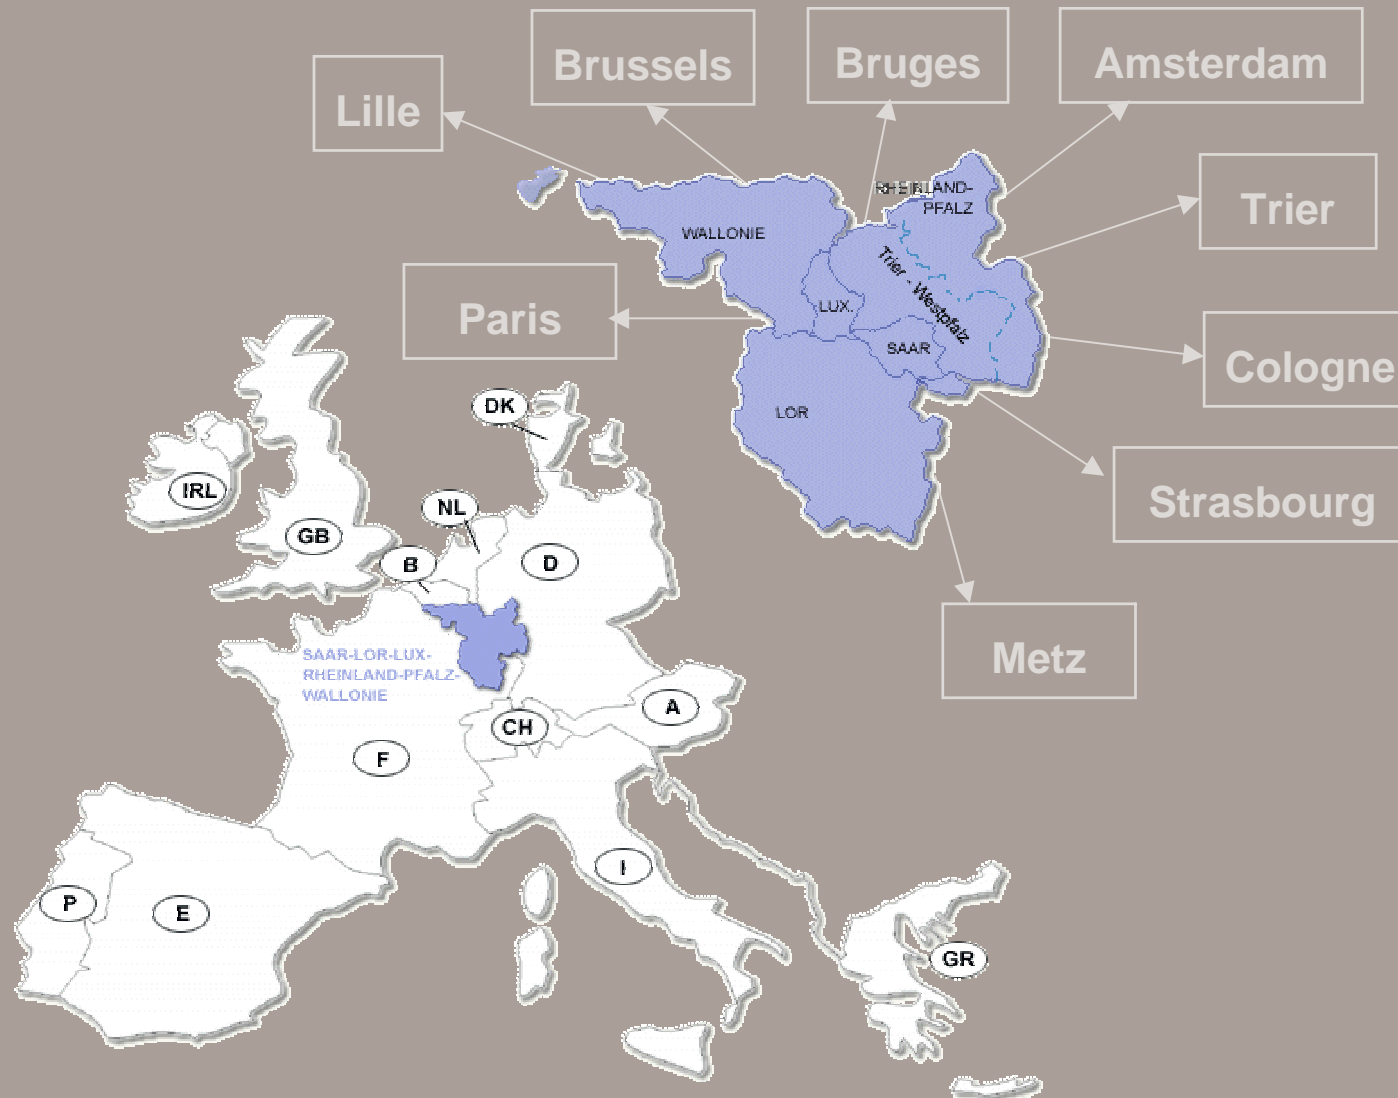 Brussels
Bruges
Amsterdam
Lille
Trier
RHEINLAND-
PFALZ
WALLONIE
Trier - Westpfalz
LUX.
SAAR
LOR
Paris
Cologne
Strasbourg
Metz
DK
IRL
NL
GB
B
D
SAAR-LOR-LUX-
RHEINLAND-PFALZ-
WALLONIE
A
CH
F
I
P
E
GR